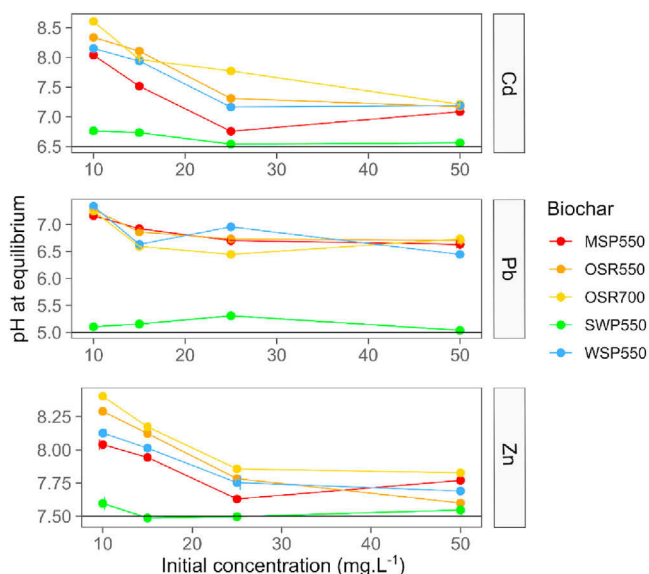 8.5
8.0
7.5
7.0
6.5
10 20 30 40 50
Cd
7.0
6.5
6.0
5.5
5.0
10 20 30 40 50
Pb
pH at equilibrium
8.25
8.00
7.75
7.50
10 20 30 40 50
Zn
Initial concentration (mg.L⁻¹)
Biochar
MSP550
OSR550
OSR700
SWP550
WSP550